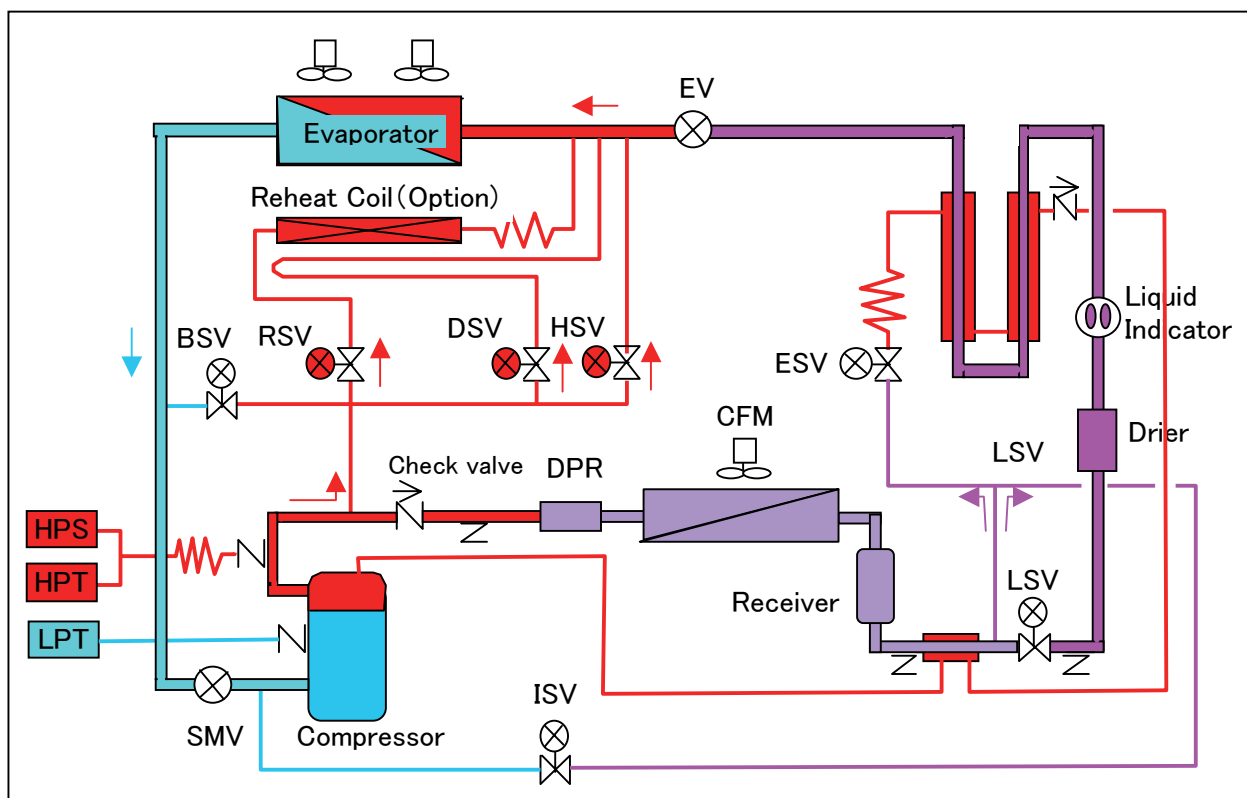 EV
Evaporator
Reheat Coil(Option)
Liquid
Indicator
BSV
RSV
DSV
HSV
ESV
CFM
Drier
LSV
Check valve
DPR
HPS
HPT
LSV
Receiver
LPT
ISV
SMV
Compressor